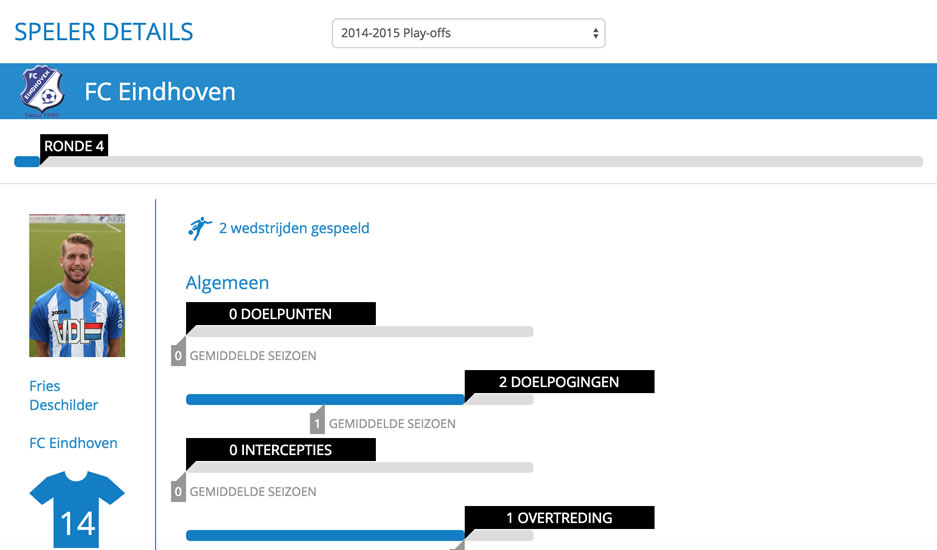 SPELER DETAILS
2014-2015 Play-offs
FC EINDHOVEN
Since 1909
FC Eindhoven
RONDE 4
2 wedstrijden gespeeld
Algemeen
0 DOELPUNTEN
0 GEMIDDELDE SEIZOEN
2 DOELPOGINGEN
1 GEMIDDELDE SEIZOEN
0 INTERCEPTIES
0 GEMIDDELDE SEIZOEN
1 OVERTREDING
VDL
Fries
Deschilder
FC Eindhoven
14